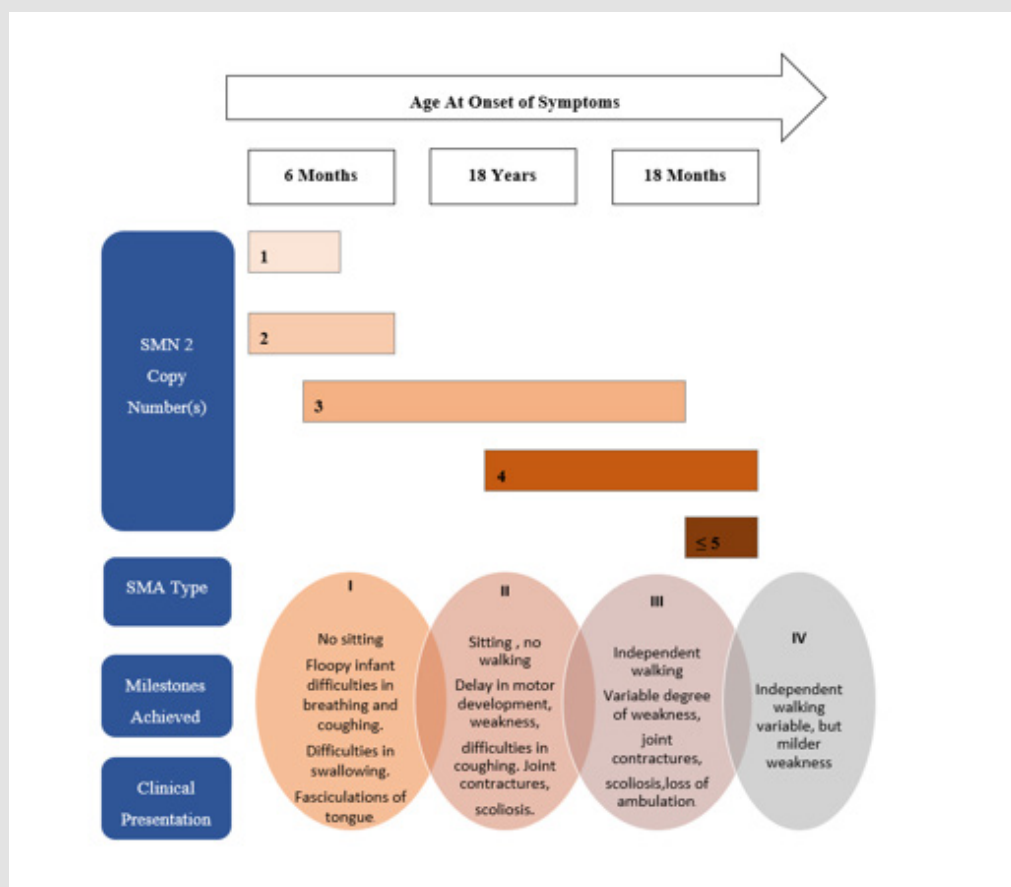 Age At Onset of Symptoms
6 Months
18 Years
18 Months
SMN 2
Copy
Number(s)
1
2
3
4
≤ 5
SMA Type
Milestones
Achieved
Clinical
Presentation
I
No sitting
Floopy infant
difficulties in
breathing and
coughing.
Difficulties in
swallowing.
Fasciculations of
tongue.
II
Sitting , no
walking
Delay in motor
development,
weakness,
difficulties in
coughing. Joint
contractures,
scoliosis.
III
Independent
walking
Variable degree
of weakness,
joint
contractures,
scoliosis,loss of
ambulation.
IV
Independent
walking
variable, but
milder
weakness